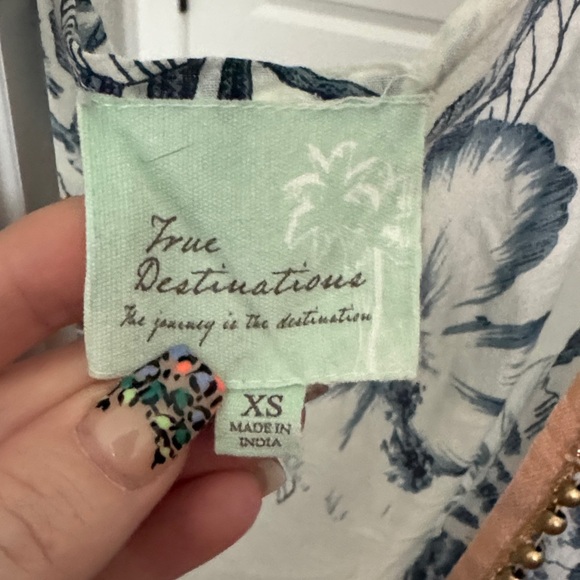 True
Destinations
The journey is the destination
XS
MADE IN
INDIA